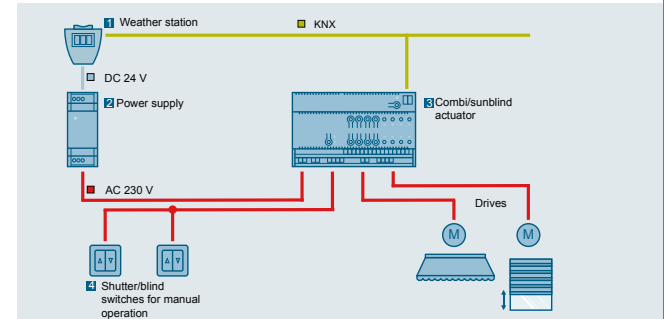 1 Weather station
KNX
DC 24 V
2 Power supply
3 Combi/sunblind
actuator
AC 230 V
Drives
M
M
4 Shutter/blind
switches for manual
operation